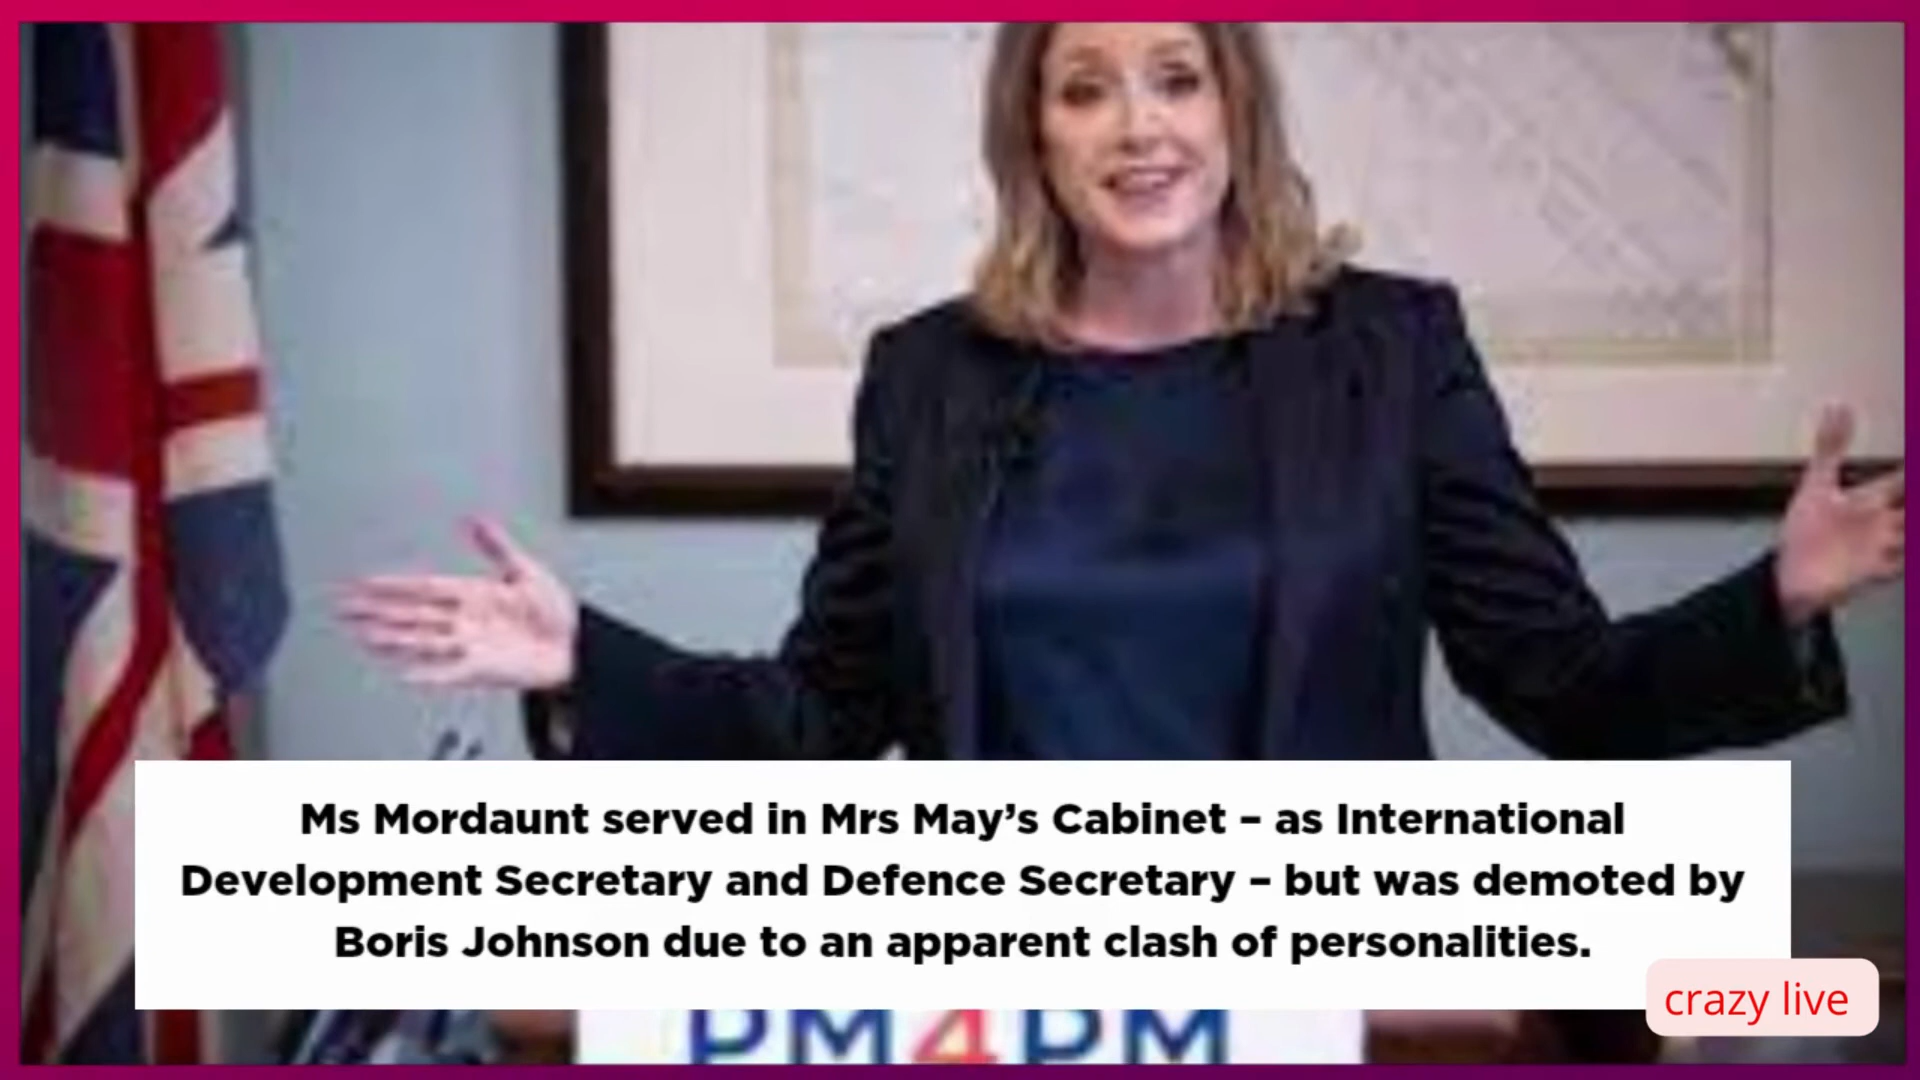 Ms Mordaunt served in Mrs May's Cabinet – as International
Development Secretary and Defence Secretary – but was demoted by
Boris Johnson due to an apparent clash of personalities.
crazy live
PM4PM